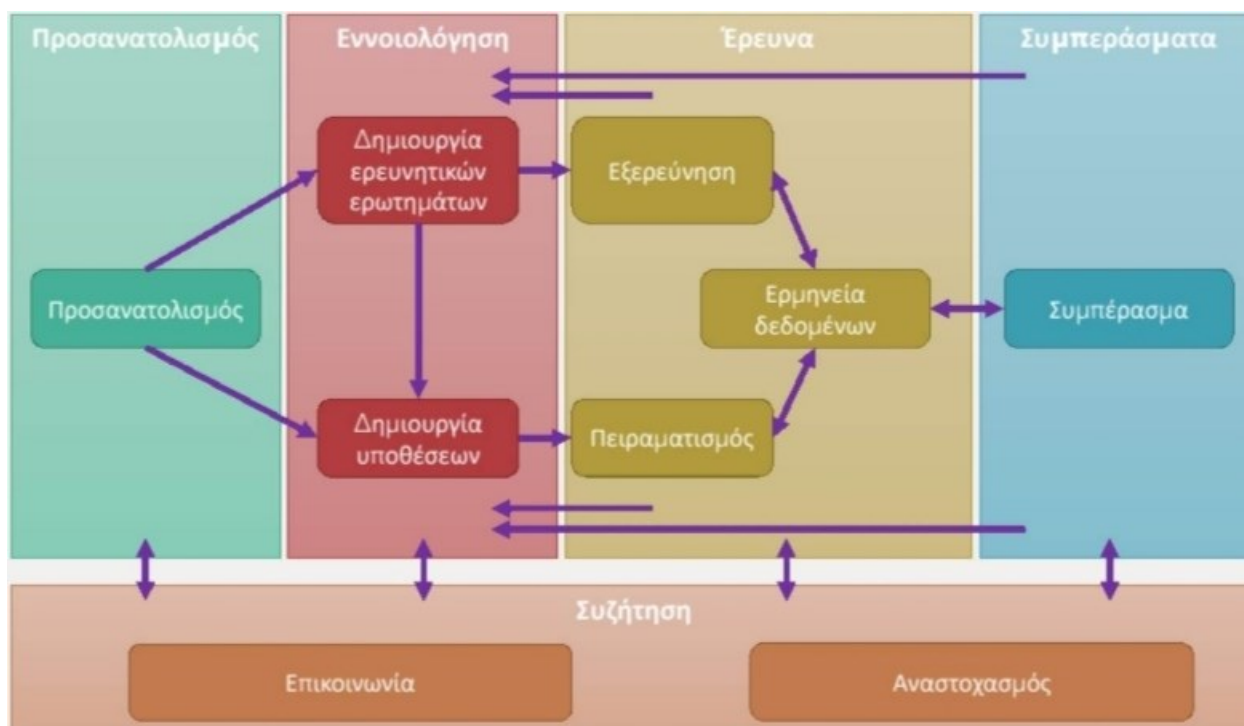 Προσανατολισμός
Εννοιολόγηση
Έρευνα
Συμπεράσματα
Δημιουργία
ερευνητικών
ερωτημάτων
Εξερεύνηση
Προσανατολισμός
Ερμηνεία
δεδομένων
Συμπέρασμα
Δημιουργία
υποθέσεων
Πειραματισμός
Συζήτηση
Επικοινωνία
Αναστοχασμός